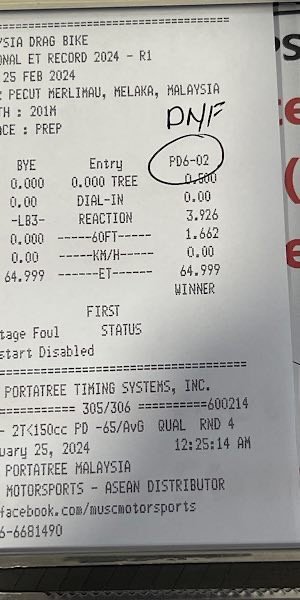 YSIA DRAG BIKE
ONAL ET RECORD 2024 - R1
25 FEB 2024
: PECUT MERLIMAU, MELAKA, MALAYSIA
TH : 201M
ACE : PREP
DNF
BYE Entry PD6-02
0.000 0.000 TREE 0.500
0.00 DIAL-IN 0.00
-LB3- REACTION 3.926
0.000 -----60FT----- 1.662
0.00 -----KM/H----- 0.00
64.999 ------ET------ 64.999
WINNER
FIRST
tage Foul STATUS
start Disabled
PORTATREE TIMING SYSTEMS, INC.
=========== 305/306 ==========600214
- 2T<150cc PD -65/AvG QUAL RND 4
uary 25, 2024 12:25:14 AM
PORTATREE MALAYSIA
MOTORSPORTS - ASEAN DISTRIBUTOR
facebook.com/muscmotorsports
6-6681490